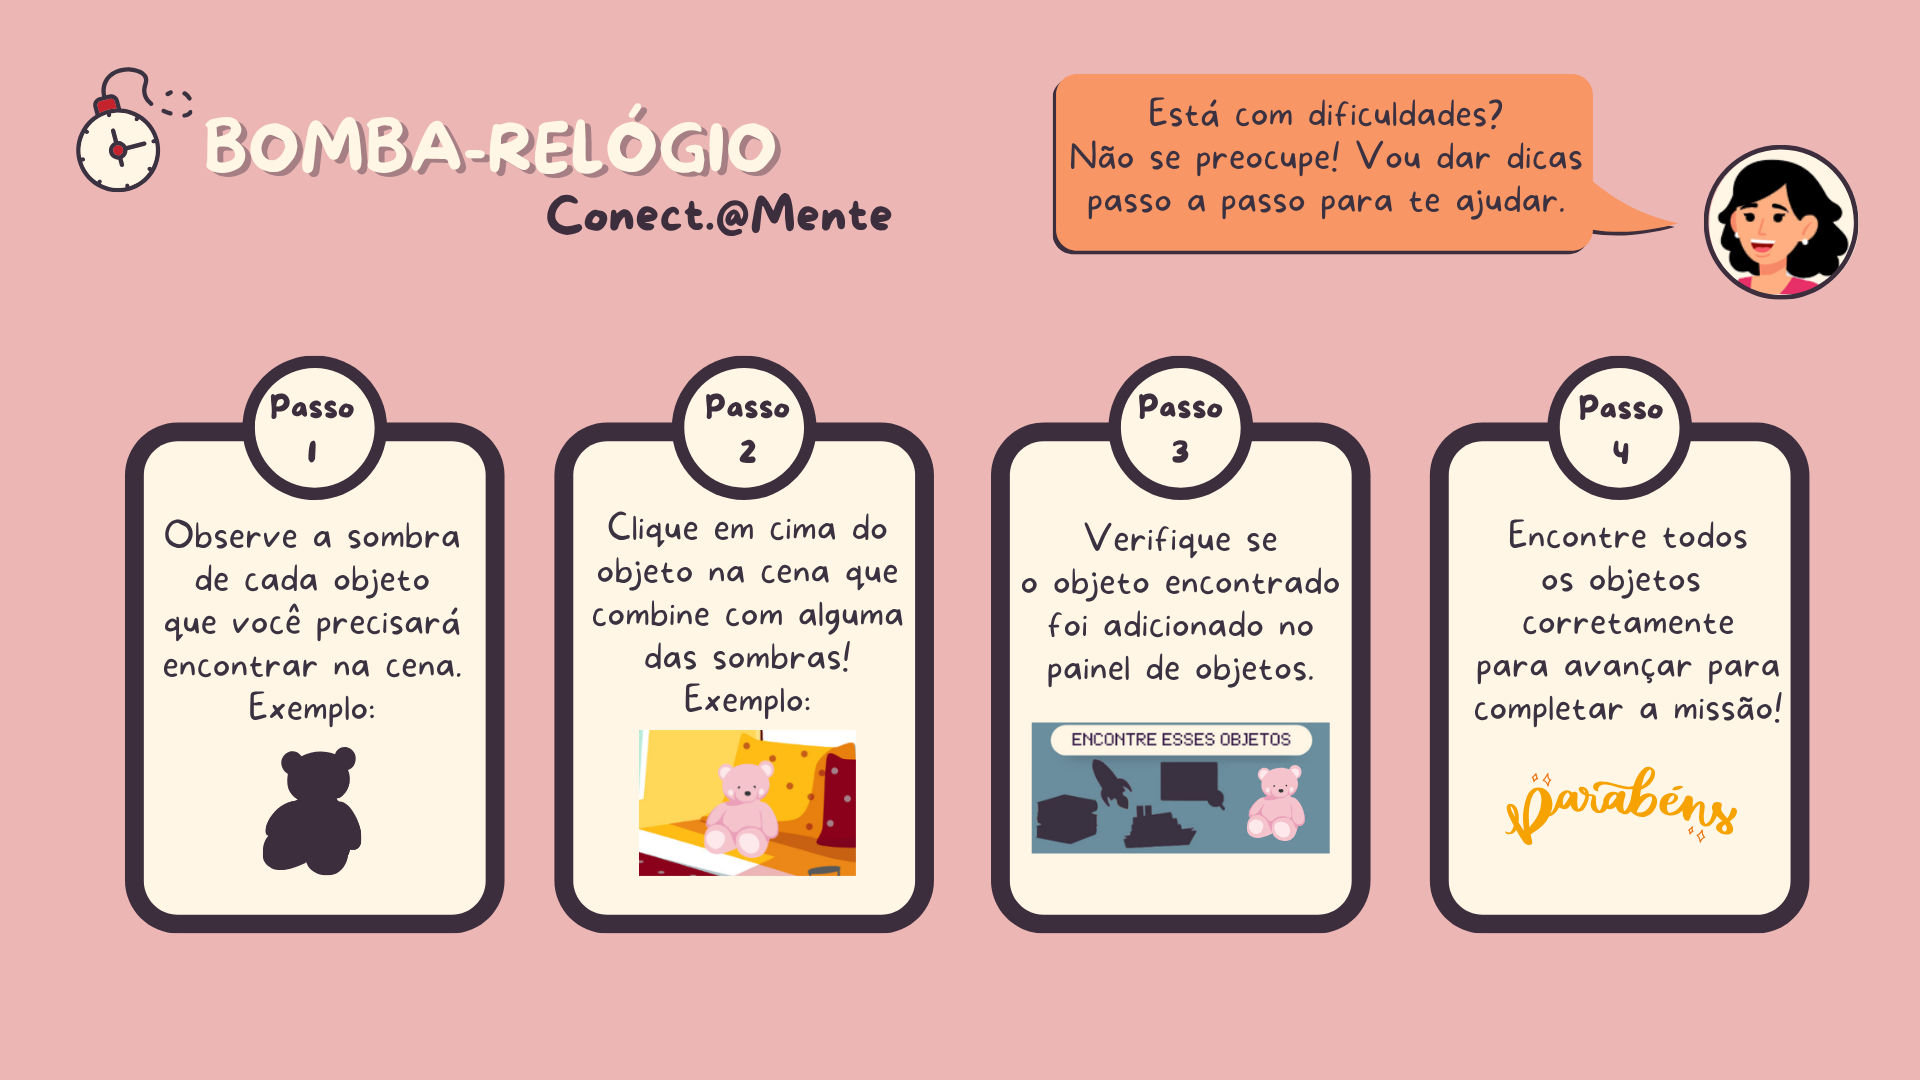 BOMBA-RELÓGIO
Conect.@Mente
Está com dificuldades?
Não se preocupe! Vou dar dicas
passo a passo para te ajudar.
Passo
1
Observe a sombra
de cada objeto
que você precisará
encontrar na cena.
Exemplo:
Passo
2
Clique em cima do
objeto na cena que
combine com alguma
das sombras!
Exemplo:
Passo
3
Verifique se
o objeto encontrado
foi adicionado no
painel de objetos.
ENCONTRE ESSES OBJETOS
Passo
4
Encontre todos
os objetos
corretamente
para avançar para
completar a missão!
Parabéns